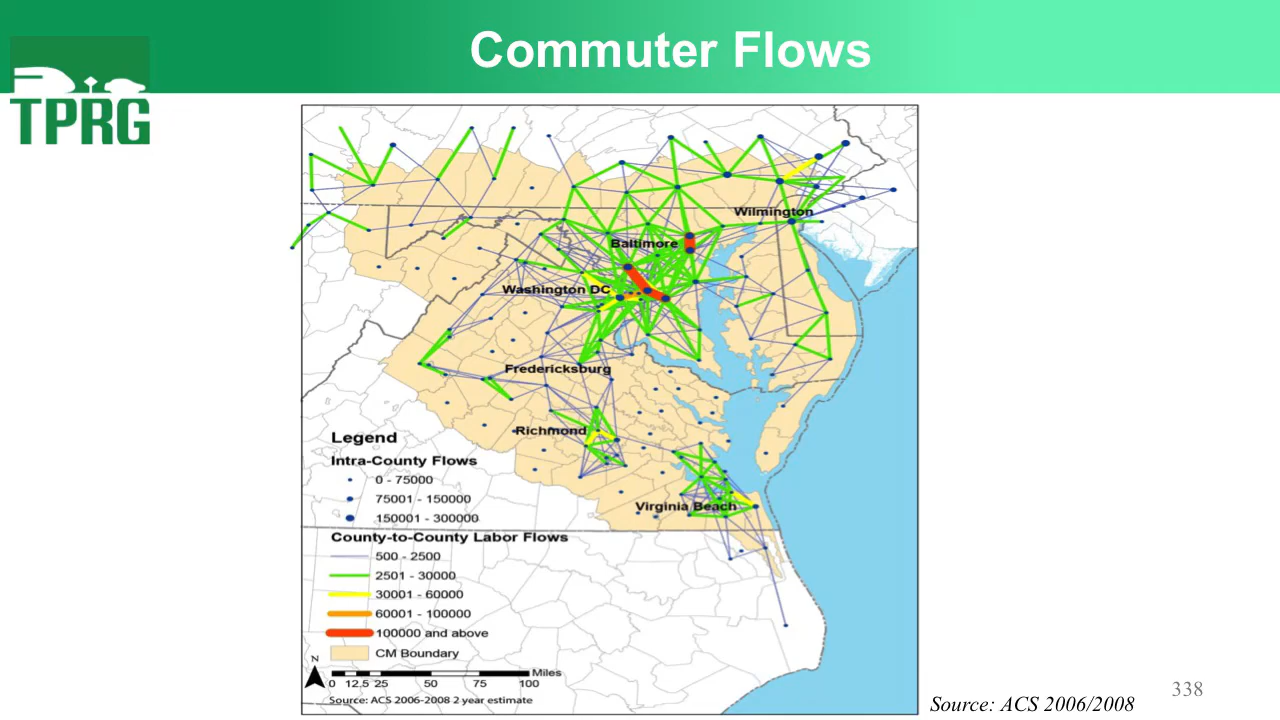 Commuter Flows
TPRG
Wilmington
Baltimore
Washington DC
Fredericksburg
Richmond
Virginia Beach
Legend
Intra-County Flows
0 - 75000
75001 - 150000
150001 - 300000
County-to-County Labor Flows
500 - 2500
2501 - 30000
30001 - 60000
60001 - 100000
100000 and above
CM Boundary
N
Miles
0 12.5 25 50 75 100
Source: ACS 2006-2008 2 year estimate
Source: ACS 2006/2008
338